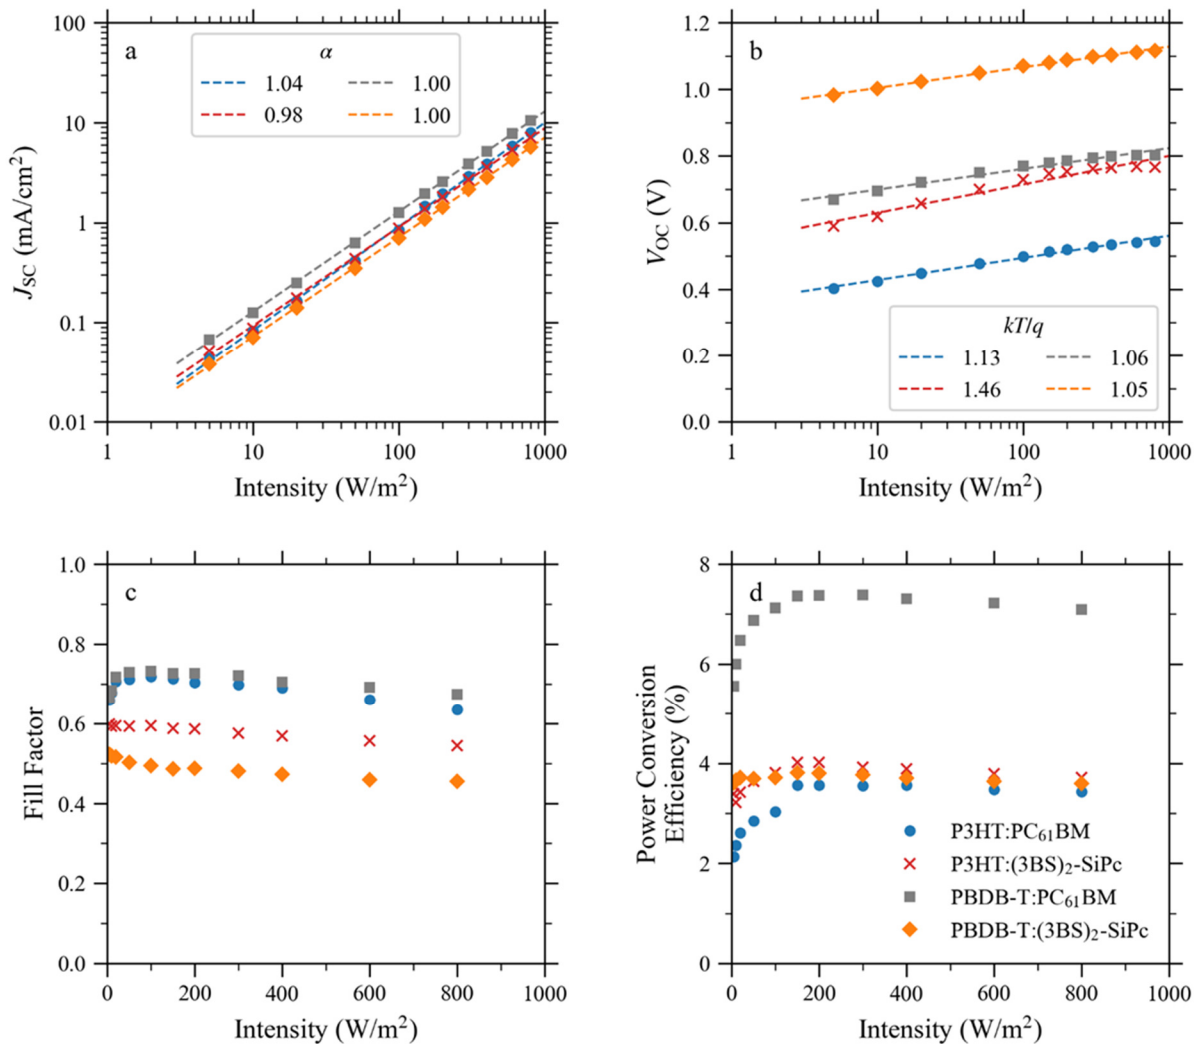 a
α
1.04 1.00
0.98 1.00
100
10
1
0.1
0.01
J_SC (mA/cm²)
1 10 100 1000
Intensity (W/m²)
b
1.2
1.0
0.8
0.6
0.4
0.2
0.0
V_OC (V)
kT/q
1.13 1.06
1.46 1.05
1 10 100 1000
Intensity (W/m²)
c
1.0
0.8
0.6
0.4
0.2
0.0
Fill Factor
0 200 400 600 800 1000
Intensity (W/m²)
d
8
6
4
2
0
Power Conversion
Efficiency (%)
P3HT:PC₆₁BM
P3HT:(3BS)₂-SiPc
PBDB-T:PC₆₁BM
PBDB-T:(3BS)₂-SiPc
0 200 400 600 800 1000
Intensity (W/m²)